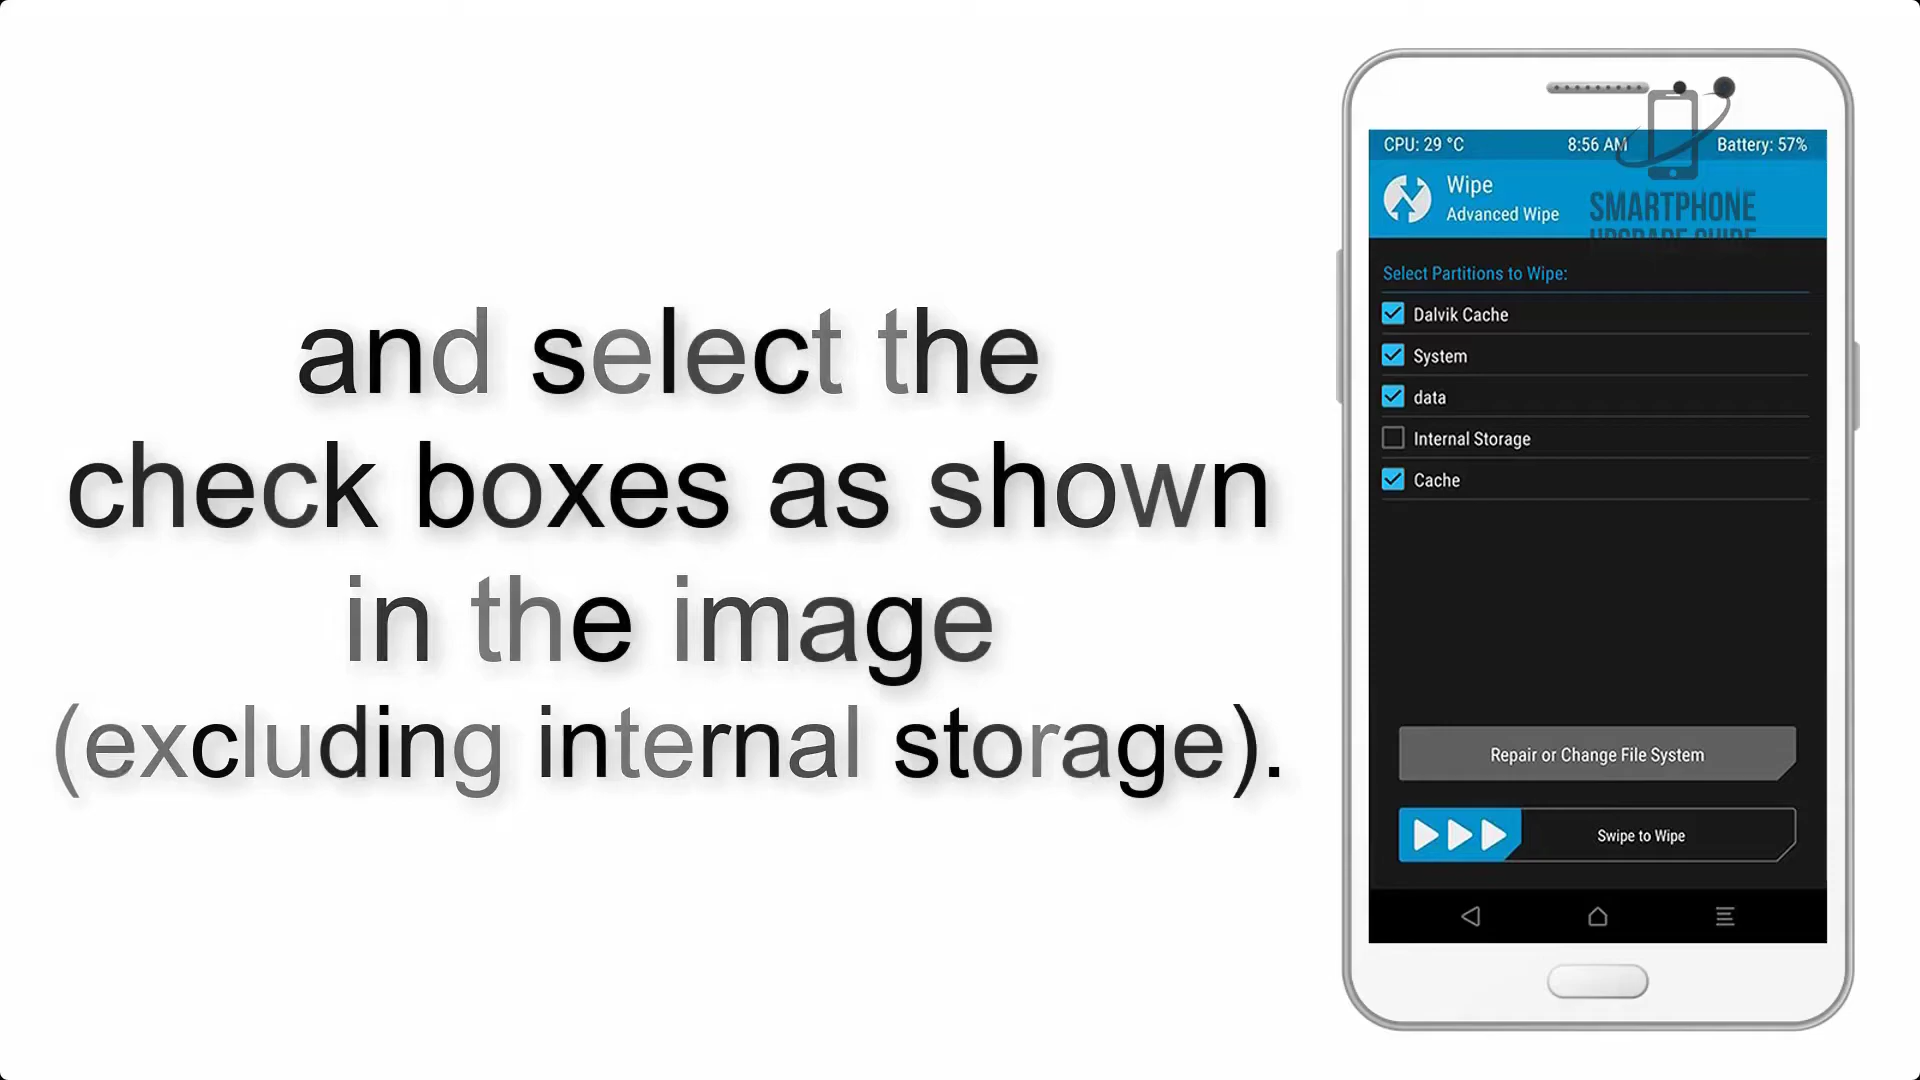 and select the
check boxes as shown
in the image
(excluding internal storage).
CPU: 29 °C 8:56 AM Battery: 57%
Wipe
Advanced Wipe
SMARTPHONE
UPGRADE GUIDE
Select Partitions to Wipe:
Dalvik Cache
System
data
Internal Storage
Cache
Repair or Change File System
Swipe to Wipe